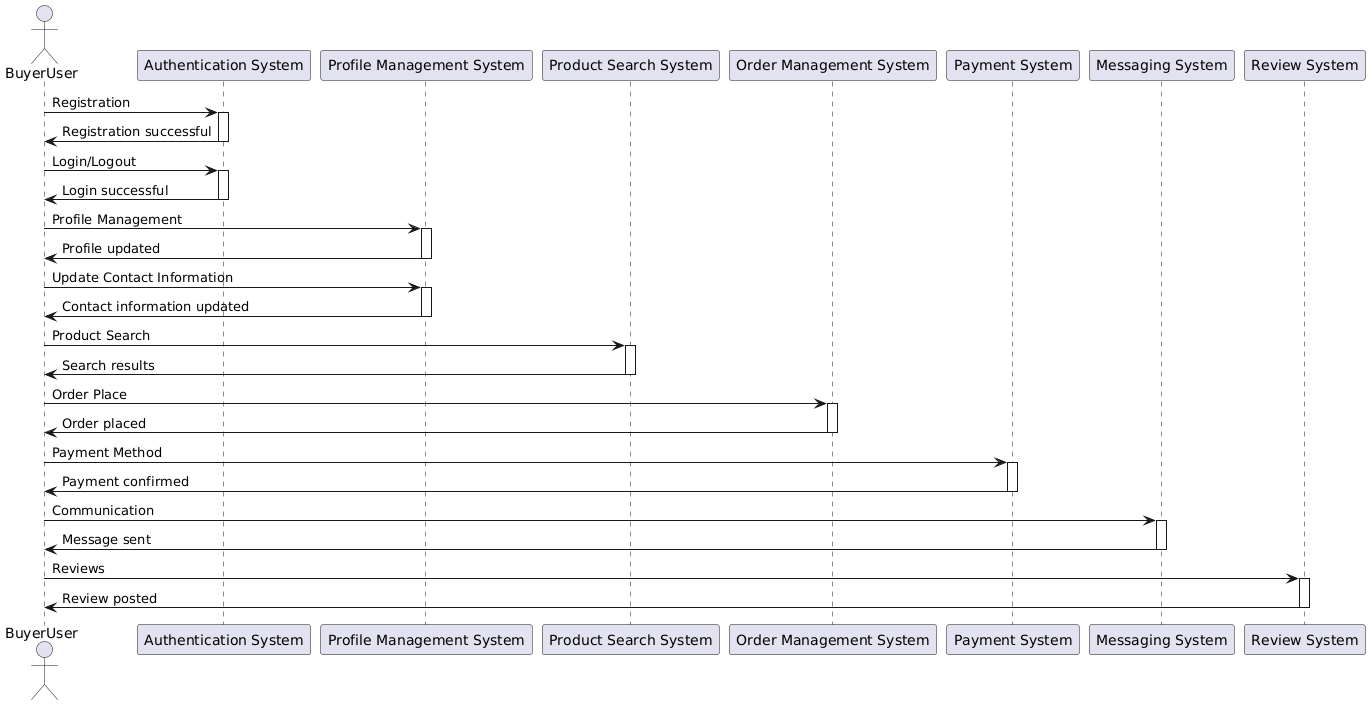 BuyerUser
Authentication System
Profile Management System
Product Search System
Order Management System
Payment System
Messaging System
Review System
Registration
Registration successful
Login/Logout
Login successful
Profile Management
Profile updated
Update Contact Information
Contact information updated
Product Search
Search results
Order Place
Order placed
Payment Method
Payment confirmed
Communication
Message sent
Reviews
Review posted
BuyerUser
Authentication System
Profile Management System
Product Search System
Order Management System
Payment System
Messaging System
Review System